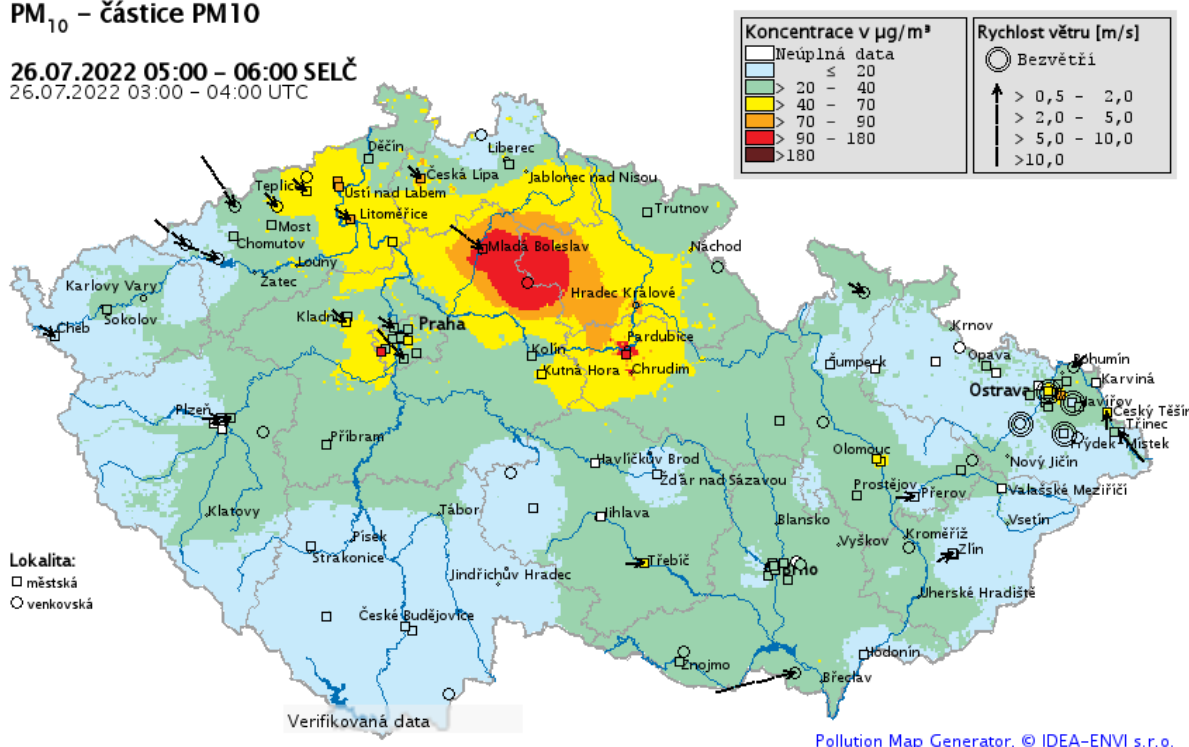 PM10 – částice PM10
26.07.2022 05:00 – 06:00 SELČ
26.07.2022 03:00 – 04:00 UTC
Koncentrace v µg/m³
Neúplná data
≤ 20
> 20 – 40
> 40 – 70
> 70 – 90
> 90 – 180
>180
Rychlost větru [m/s]
Bezvětří
> 0,5 – 2,0
> 2,0 – 5,0
> 5,0 – 10,0
>10,0
Děčín
Liberec
Teplice
Česká Lípa
Jablonec nad Nisou
Ústí nad Labem
Litoměřice
Trutnov
Most
Chomutov
Mladá Boleslav
Náchod
Louny
Žatec
Karlovy Vary
Hradec Králové
Sokolov
Kladno
Praha
Cheb
Pardubice
Krnov
Kolín
Opava
Bohumín
Šumperk
Kutná Hora
Chrudim
Karviná
Ostrava
Havířov
Plzeň
Český Těšín
Třinec
Příbram
Frýdek-Místek
Olomouc
Havlíčkův Brod
Nový Jičín
Žďár nad Sázavou
Prostějov
Přerov
Valašské Meziříčí
Klatovy
Tábor
Jihlava
Blansko
Vsetín
Písek
Vyškov
Kroměříž
Strakonice
Zlín
Lokalita:
městská
venkovská
Třebíč
Brno
Jindřichův Hradec
Uherské Hradiště
České Budějovice
Hodonín
Znojmo
Břeclav
Verifikovaná data
Pollution Map Generator, © IDEA-ENVI s.r.o.